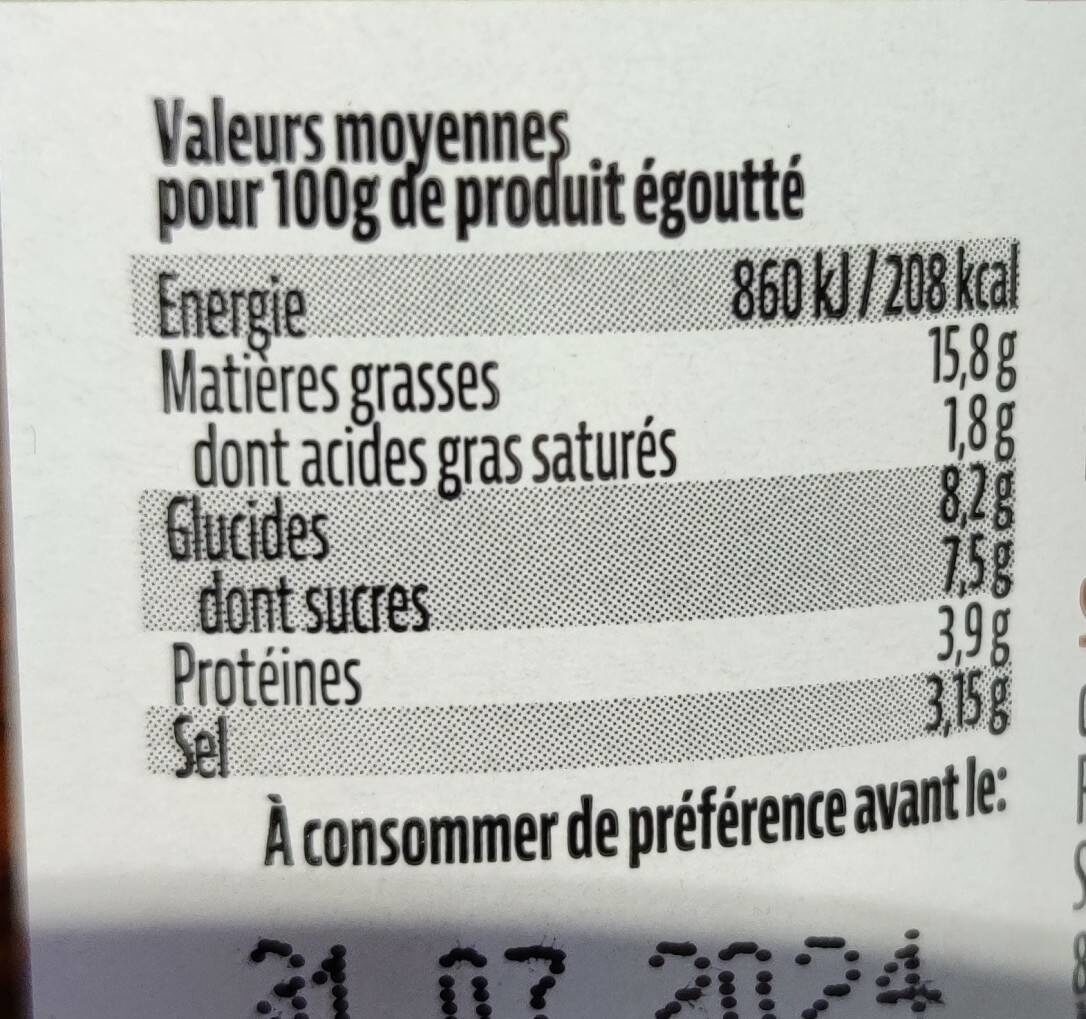 Valeurs moyennes
pour 100g de produit égoutté
Energie 860 kJ / 208 kcal
Matières grasses 15,8 g
dont acides gras saturés 1,8 g
Glucides 8,2 g
dont sucres 7,5 g
Protéines 3,9 g
Sel 3,15 g
À consommer de préférence avant le:
31 07 2024